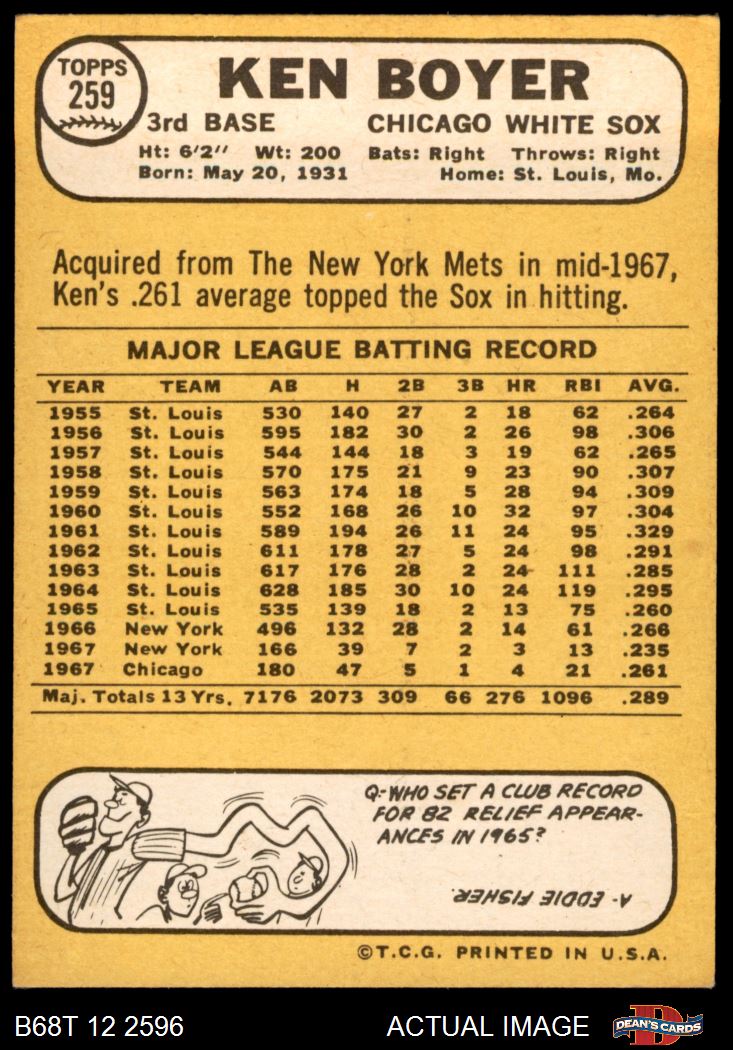 TOPPS
259
KEN BOYER
3rd BASE CHICAGO WHITE SOX
Ht: 6'2" Wt: 200 Bats: Right Throws: Right
Born: May 20, 1931 Home: St. Louis, Mo.
Acquired from The New York Mets in mid-1967,
Ken's .261 average topped the Sox in hitting.
MAJOR LEAGUE BATTING RECORD
YEAR TEAM AB H 2B 3B HR RBI AVG.
1955 St. Louis 530 140 27 2 18 62 .264
1956 St. Louis 595 182 30 2 26 98 .306
1957 St. Louis 544 144 18 3 19 62 .265
1958 St. Louis 570 175 21 9 23 90 .307
1959 St. Louis 563 174 18 5 28 94 .309
1960 St. Louis 552 168 26 10 32 97 .304
1961 St. Louis 589 194 26 11 24 95 .329
1962 St. Louis 611 178 27 5 24 98 .291
1963 St. Louis 617 176 28 2 24 111 .285
1964 St. Louis 628 185 30 10 24 119 .295
1965 St. Louis 535 139 18 2 13 75 .260
1966 New York 496 132 28 2 14 61 .266
1967 New York 166 39 7 2 3 13 .235
1967 Chicago 180 47 5 1 4 21 .261
Maj. Totals 13 Yrs. 7176 2073 309 66 276 1096 .289
Q-WHO SET A CLUB RECORD
FOR 82 RELIEF APPEAR-
ANCES IN 1965?
A- EDDIE FISHER.
©T.C.G. PRINTED IN U.S.A.
B68T 12 2596 ACTUAL IMAGE
D
DEAN'S CARDS